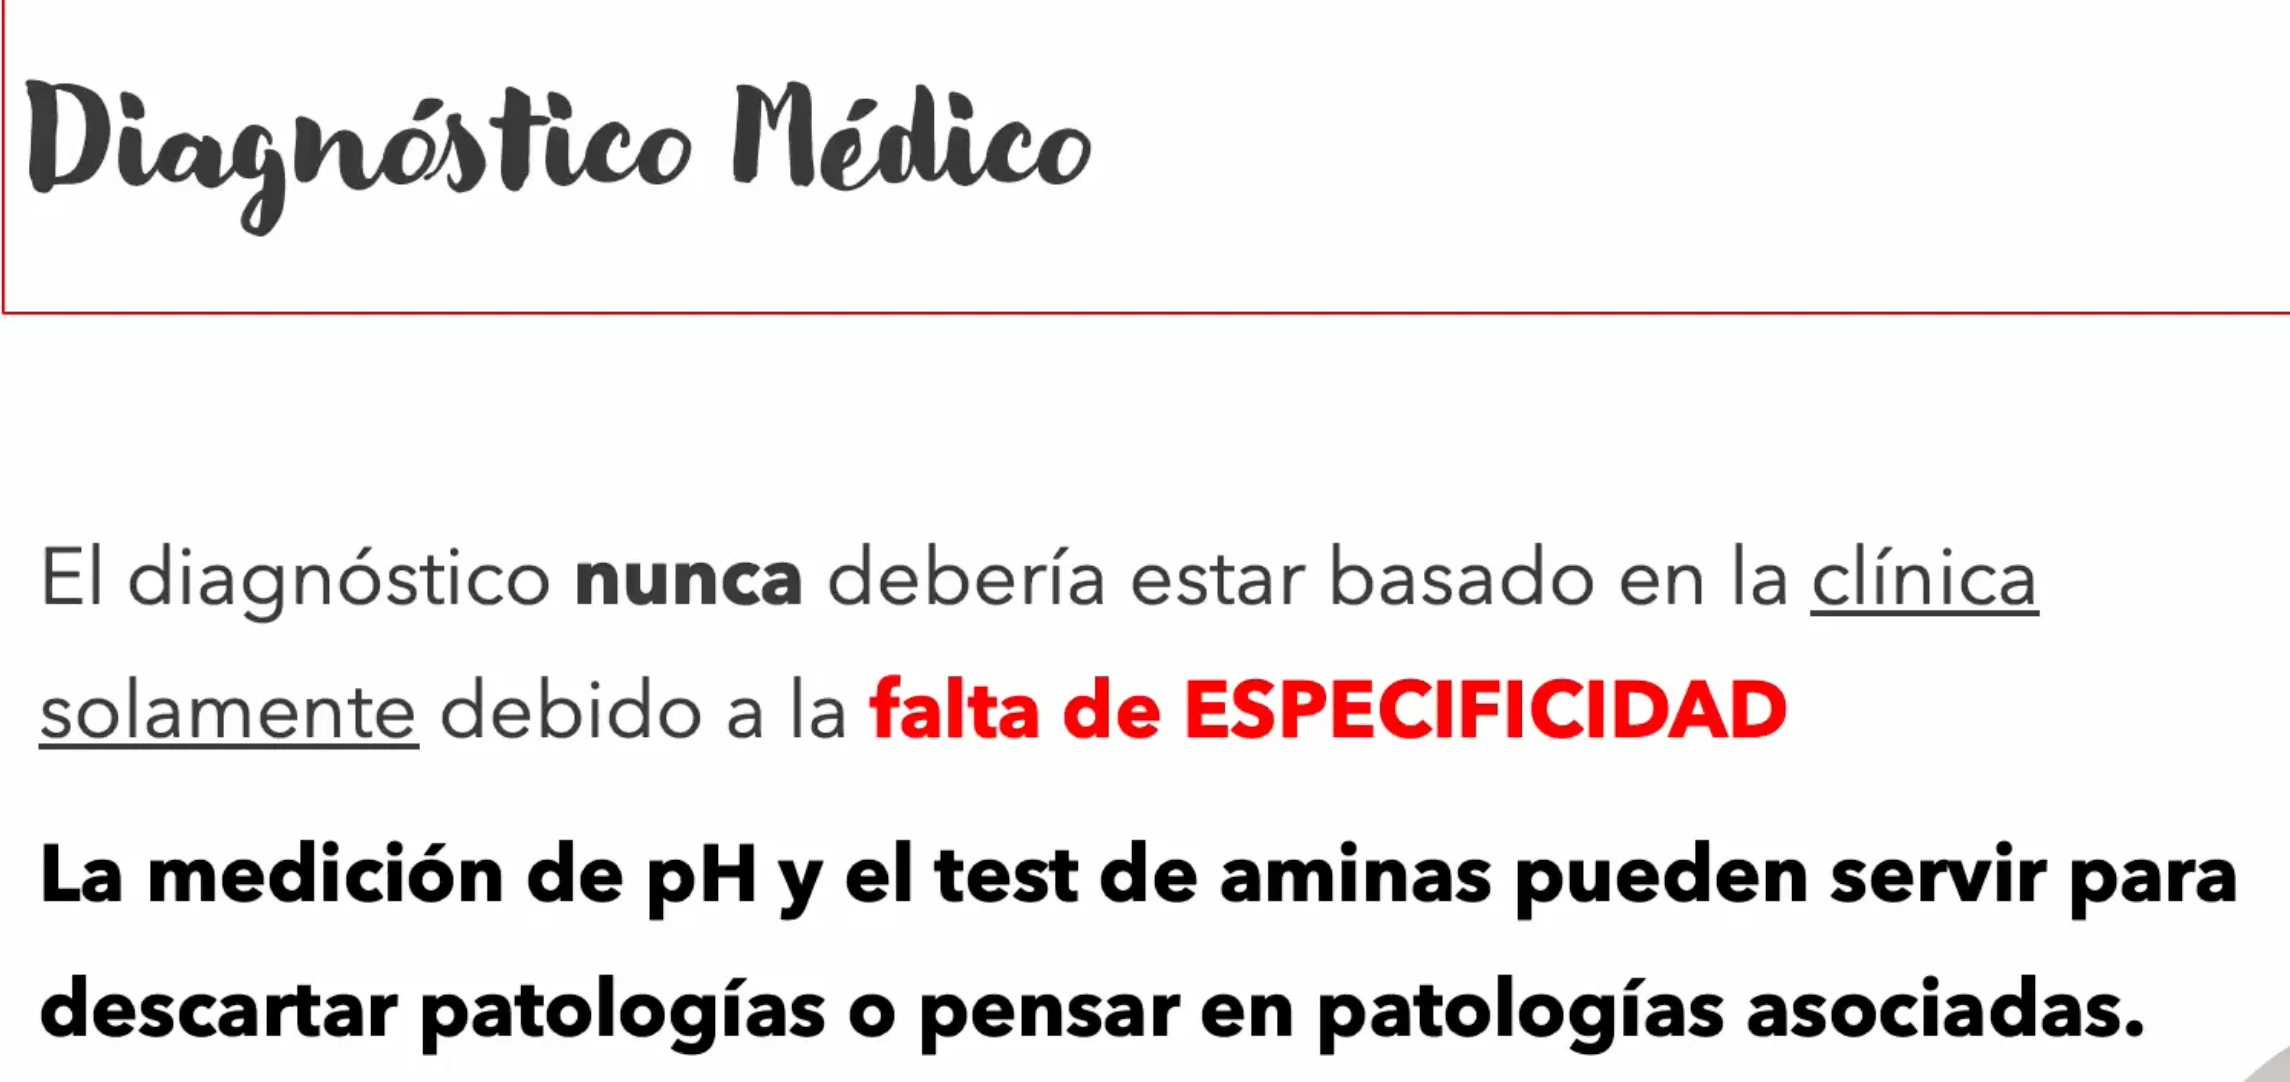 Diagnóstico Médico
El diagnóstico nunca debería estar basado en la clínica
solamente debido a la falta de ESPECIFICIDAD
La medición de pH y el test de aminas pueden servir para
descartar patologías o pensar en patologías asociadas.